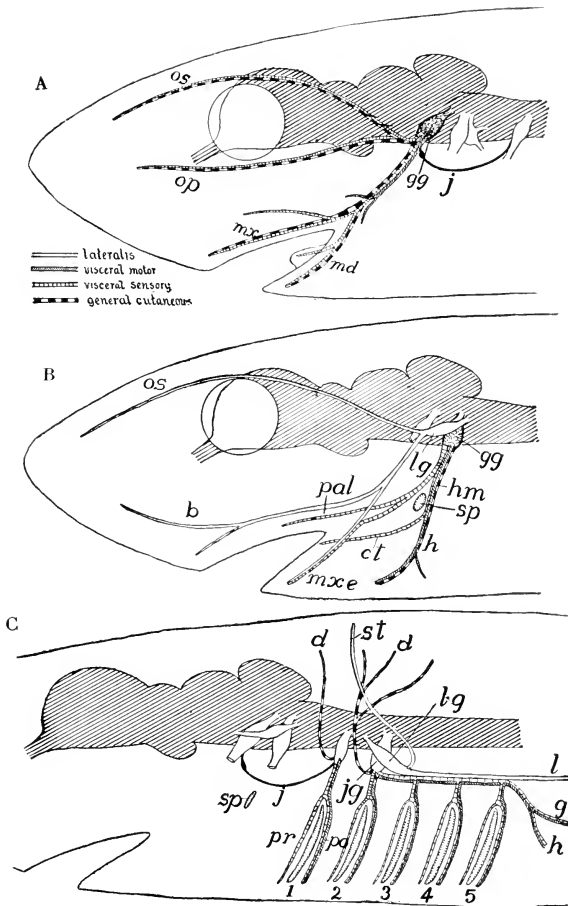 A
os
op
gg
j
mx
md
lateralis
visceral motor
visceral sensory
general cutaneous
B
os
lg
gg
pal
hm
b
sp
ct
h
mxe
C
d
st
d
lg
l
j
jg
sp
g
pr
po
h
1 2 3 4 5